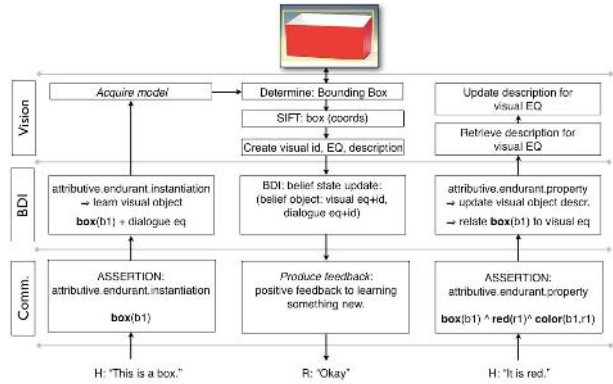 Vision
Acquire model
Determine: Bounding Box
SIFT: box (coords)
Create visual id, EQ, description
Update description for
visual EQ
Retrieve description for
visual EQ
BDI
attributive.endurant.instantiation
⇒ learn visual object
box(b1) + dialogue eq
BDI: belief state update:
(belief object: visual eq+id,
dialogue eq+id)
attributive.endurant.property
⇒ update visual object descr.
⇒ relate box(b1) to visual eq
Comm.
ASSERTION:
attributive.endurant.instantiation
box(b1)
Produce feedback:
positive feedback to learning
something new.
ASSERTION:
attributive.endurant.property
box(b1) ^ red(r1)^ color(b1,r1)
H: "This is a box."
R: "Okay"
H: "It is red."